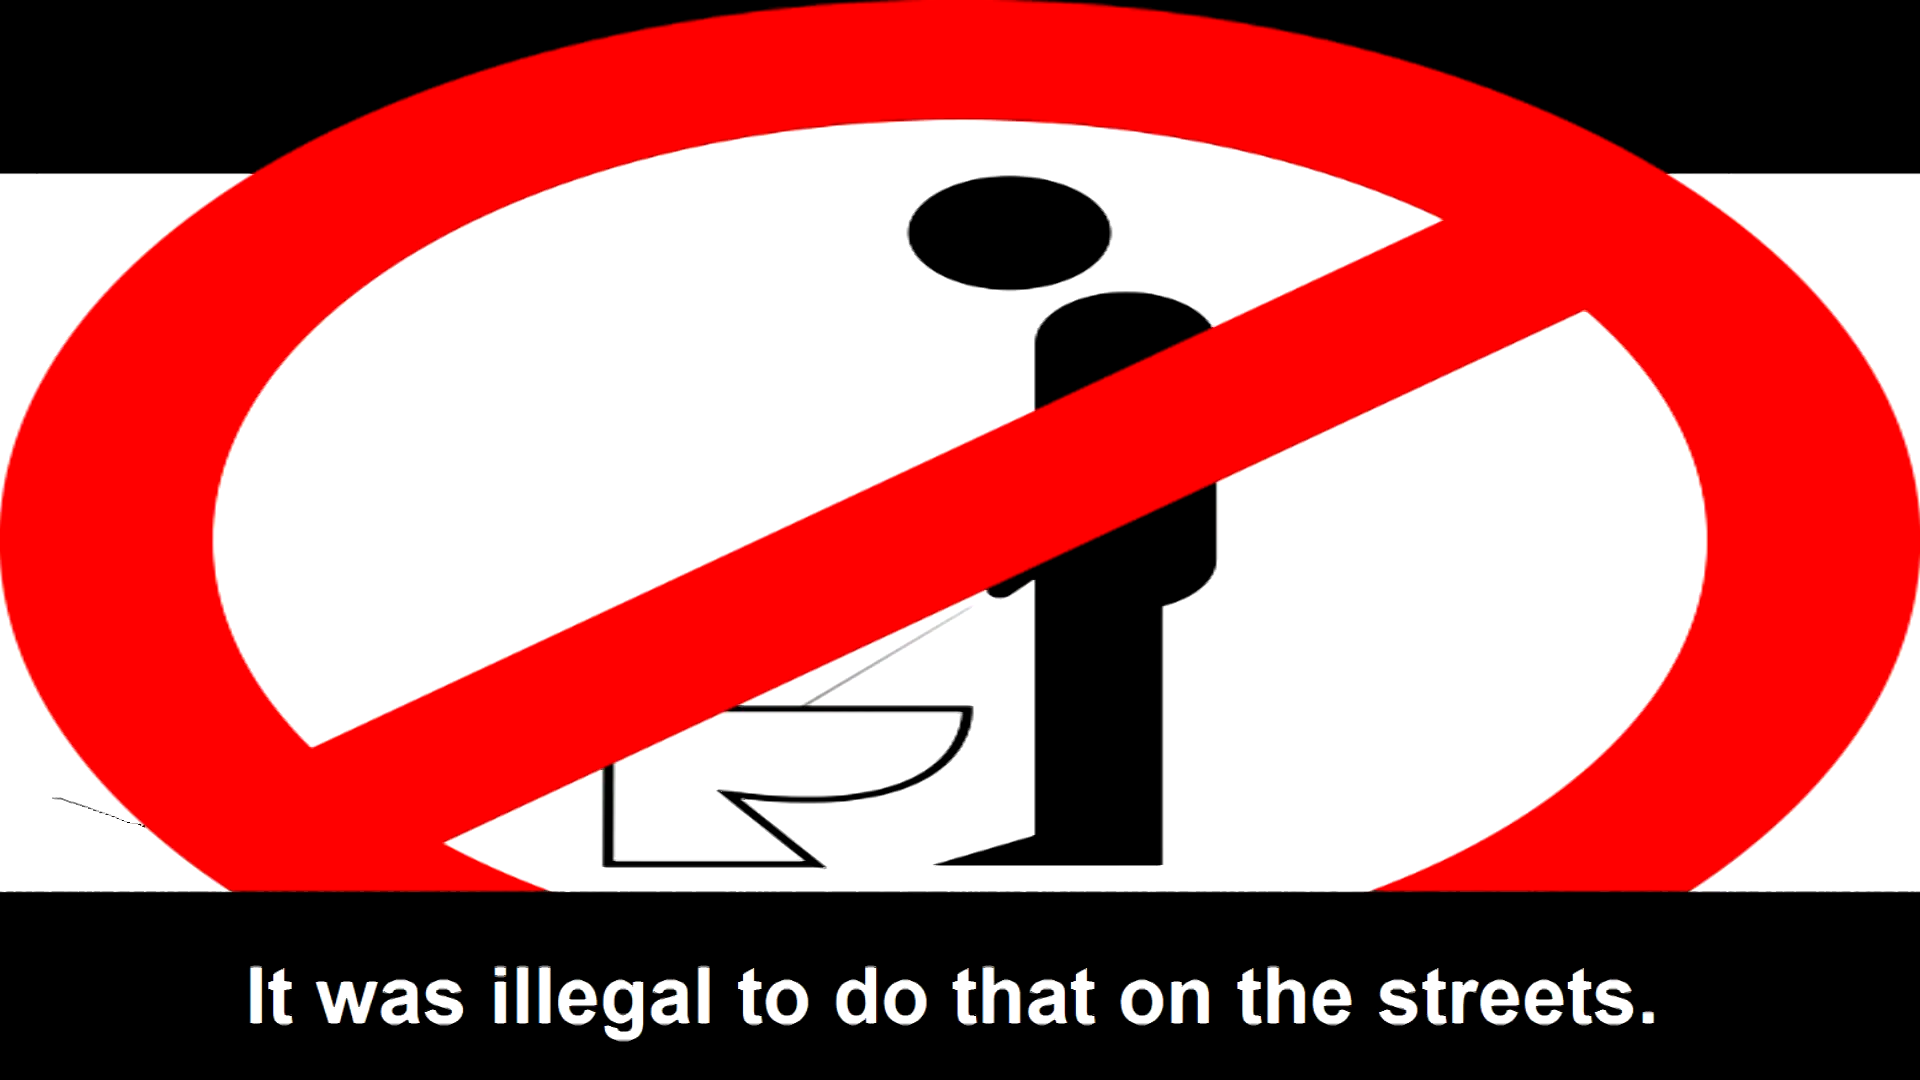 It was illegal to do that on the streets.